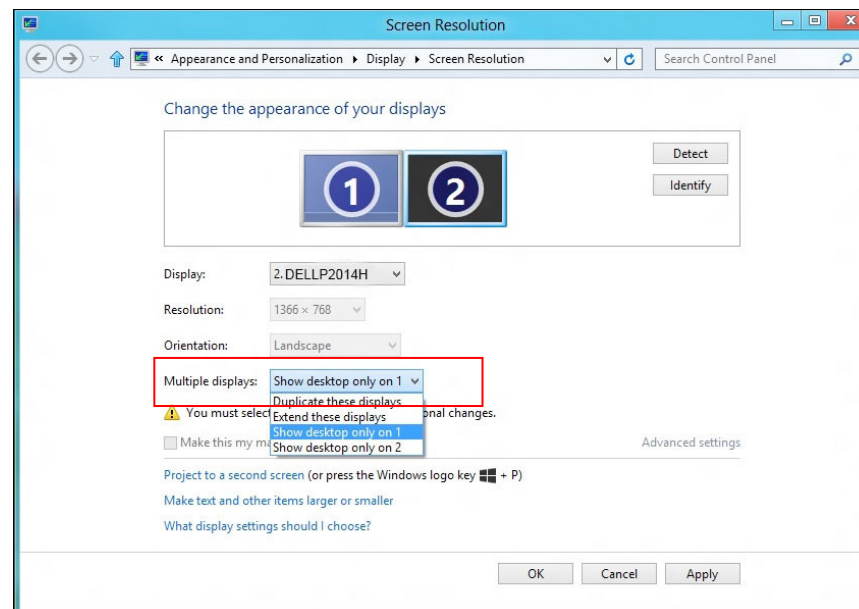 Screen Resolution
« Appearance and Personalization Display Screen Resolution
Search Control Panel
Change the appearance of your displays
1 2
Detect
Identify
Display: 2. DELLP2014H
Resolution: 1366 × 768
Orientation: Landscape
Multiple displays: Show desktop only on 1
Duplicate these displays
You must onal changes.
Extend these displays
Show desktop only on 1
Make this my Advanced settings
Show desktop only on 2
Project to a second screen (or press the Windows logo key + P)
Make text and other items larger or smaller
What display settings should I choose?
OK Cancel Apply